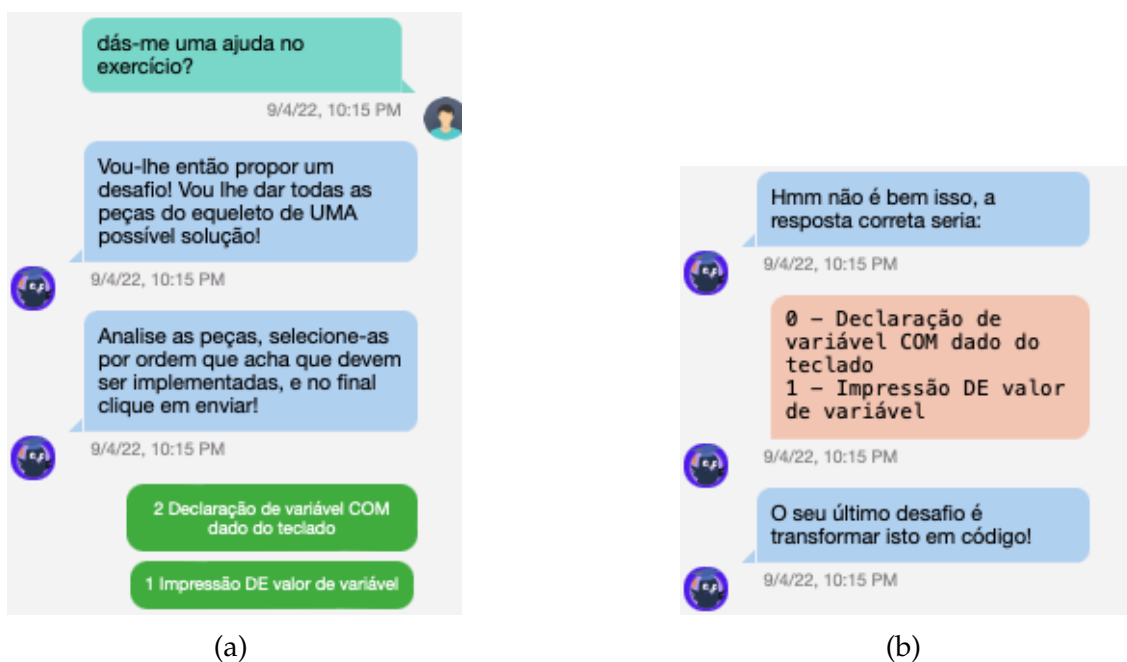 dás-me uma ajuda no
exercício?
9/4/22, 10:15 PM
Vou-lhe então propor um
desafio! Vou lhe dar todas as
peças do equeleto de UMA
possível solução!
9/4/22, 10:15 PM
Analise as peças, selecione-as
por ordem que acha que devem
ser implementadas, e no final
clique em enviar!
9/4/22, 10:15 PM
2 Declaração de variável COM
dado do teclado
1 Impressão DE valor de variável
(a)
Hmm não é bem isso, a
resposta correta seria:
9/4/22, 10:15 PM
0 – Declaração de
variável COM dado do
teclado
1 – Impressão DE valor
de variável
9/4/22, 10:15 PM
O seu último desafio é
transformar isto em código!
9/4/22, 10:15 PM
(b)